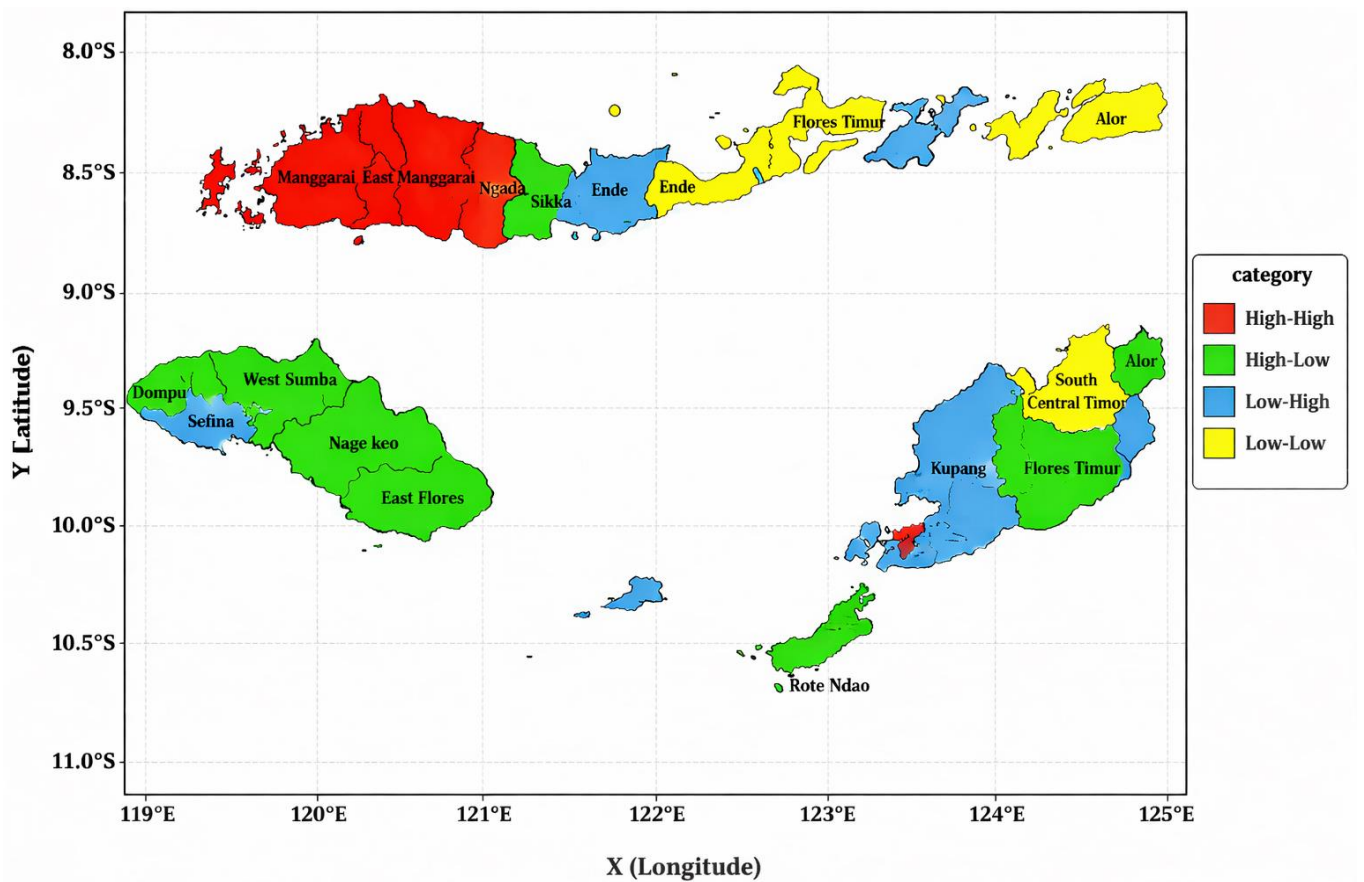 8.0°S
8.5°S
9.0°S
9.5°S
10.0°S
10.5°S
11.0°S
Y [Latitude)
Manggarai
East Manggarai
Ngada
Sikka
Ende
Ende
Flores Timur
Alor
Dompu
West Sumba
Sefina
Nage keo
East Flores
Kupang
South
Central Timor
Alor
Flores Timur
Rote Ndao
category
High-High
High-Low
Low-High
Low-Low
119°E
120°E
121°E
122°E
123°E
124°E
125°E
X (Longitude)